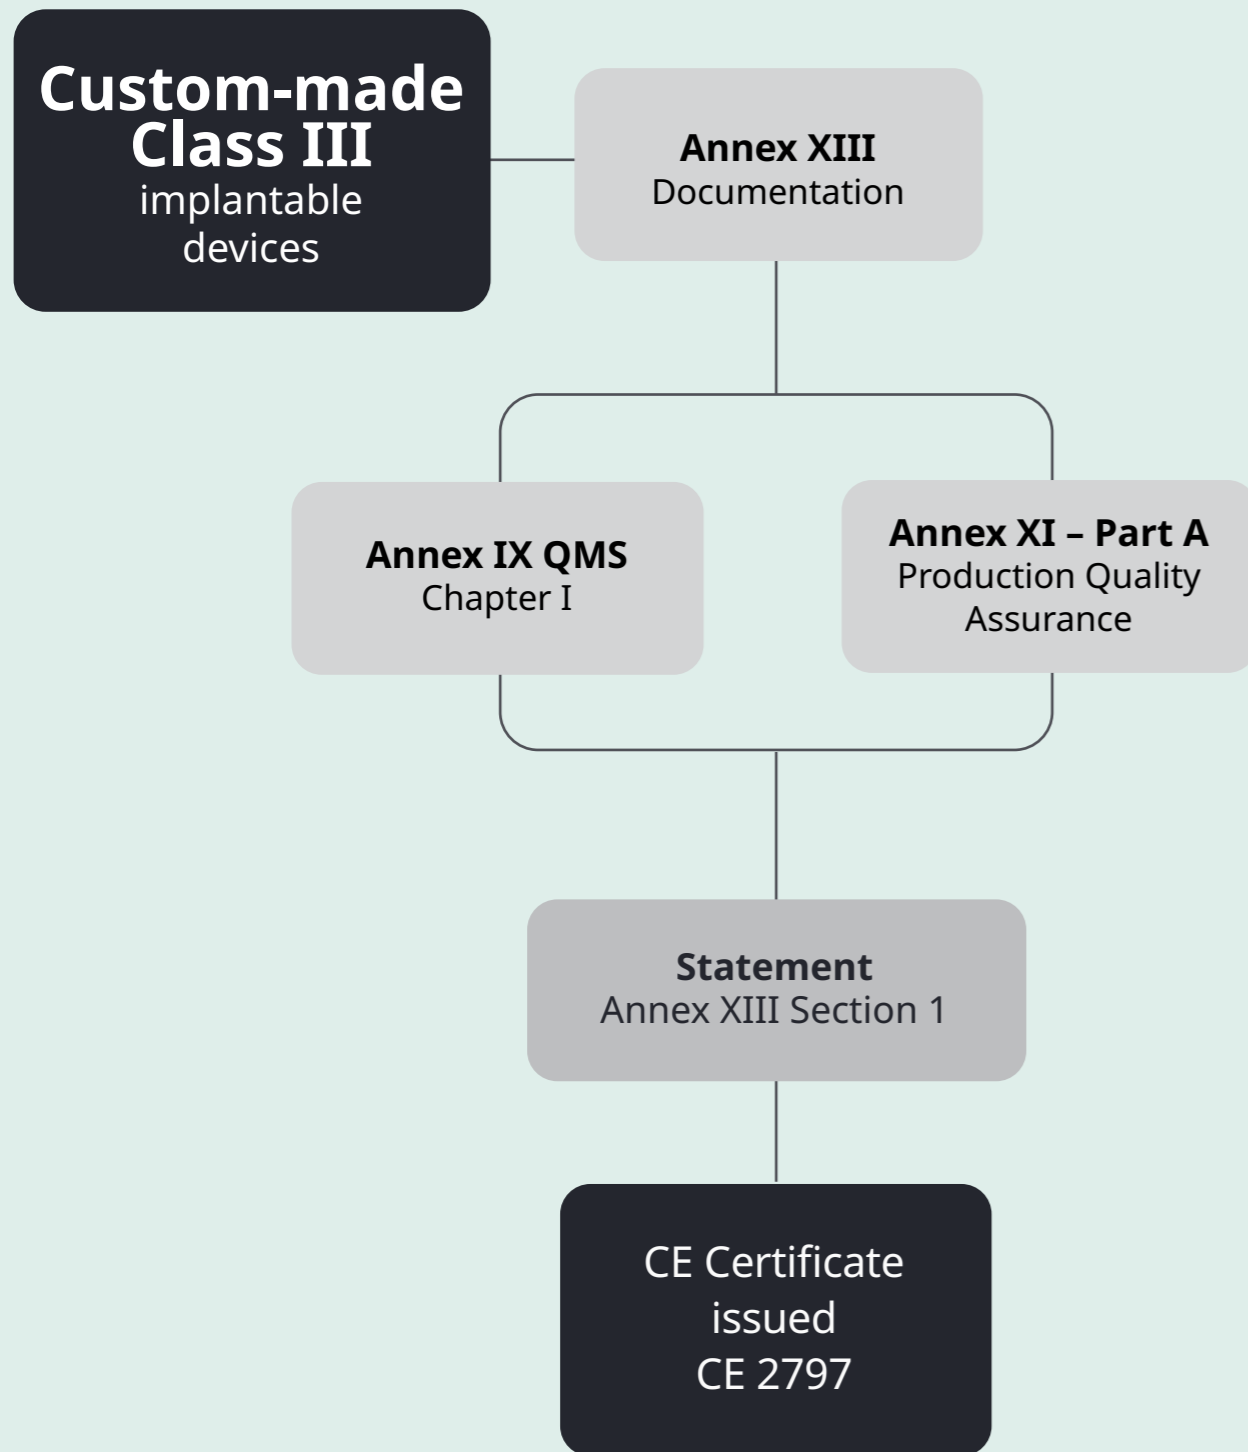 Custom-made
Class III
implantable
devices
Annex XIII
Documentation
Annex IX QMS
Chapter I
Annex XI – Part A
Production Quality
Assurance
Statement
Annex XIII Section 1
CE Certificate
issued
CE 2797